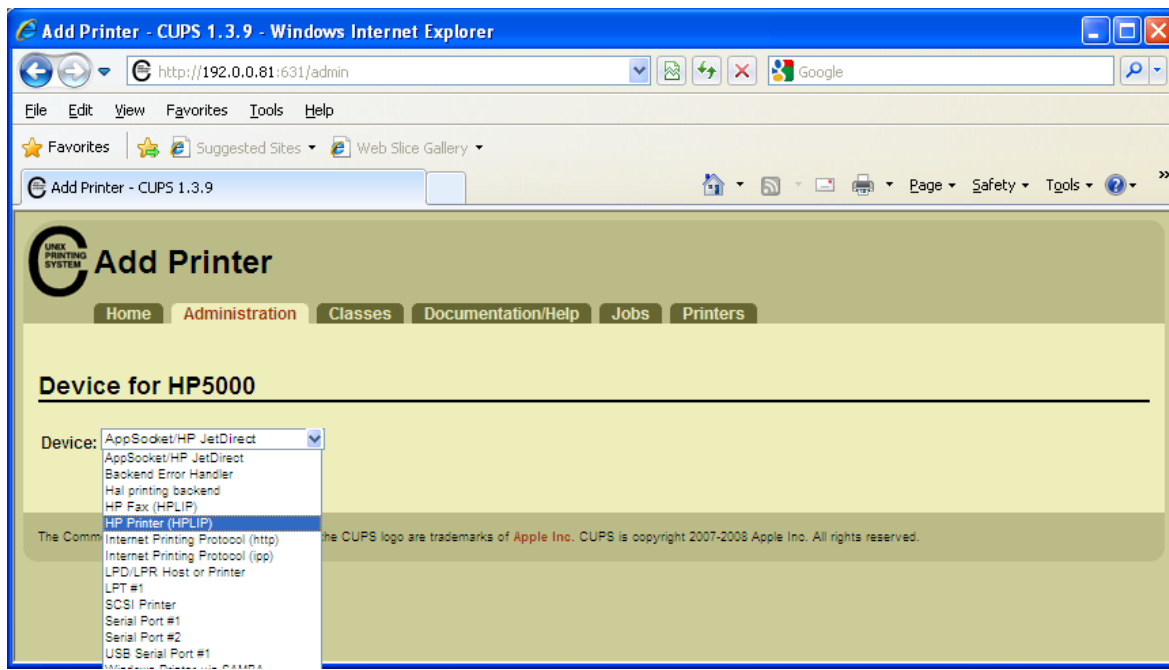 Add Printer - CUPS 1.3.9 - Windows Internet Explorer
http://192.0.0.81:631/admin
Google
File Edit View Favorites Tools Help
Favorites Suggested Sites Web Slice Gallery
Add Printer - CUPS 1.3.9 Page Safety Tools »
UNIX PRINTING SYSTEM
Add Printer
Home Administration Classes Documentation/Help Jobs Printers
Device for HP5000
Device: AppSocket/HP JetDirect
AppSocket/HP JetDirect
Backend Error Handler
Hal printing backend
HP Fax (HPLIP)
HP Printer (HPLIP)
Internet Printing Protocol (http)
Internet Printing Protocol (ipp)
LPD/LPR Host or Printer
LPT #1
SCSI Printer
Serial Port #1
Serial Port #2
USB Serial Port #1
Windows Printer via SAMBA
The Comm he CUPS logo are trademarks of Apple Inc. CUPS is copyright 2007-2008 Apple Inc. All rights reserved.